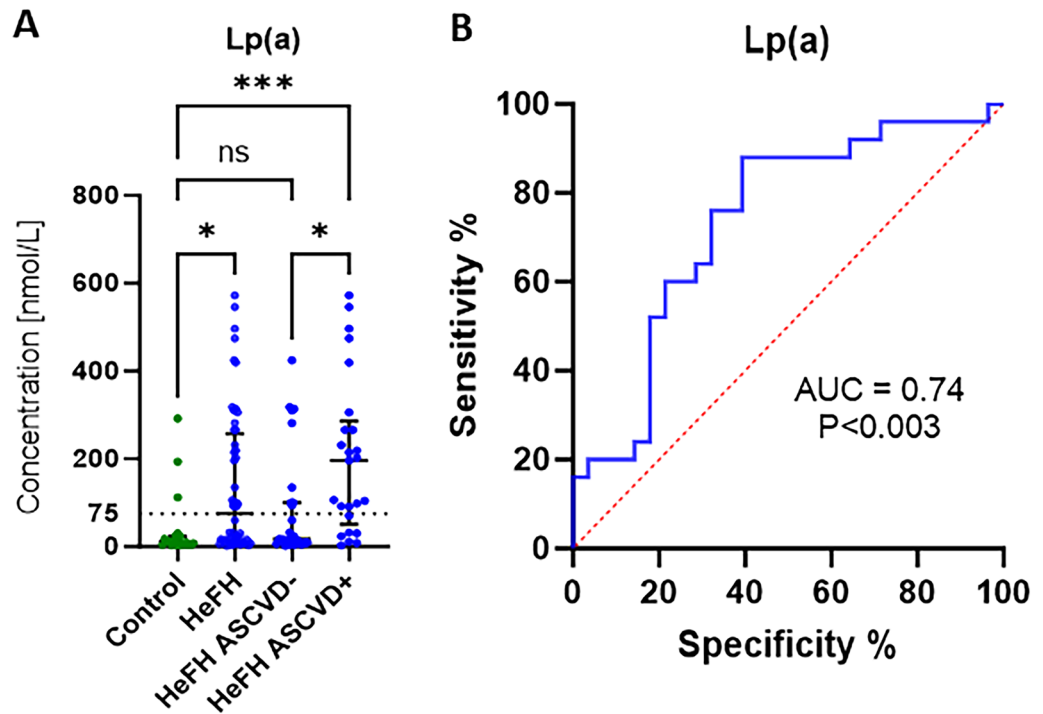 A
Lp(a)
***
ns
*
*
800
600
400
200
75
0
Concentration [nmol/L]
Control
HeFH
HeFH ASCVD-
HeFH ASCVD+
B
Lp(a)
100
80
60
40
20
0
Sensitivity %
AUC = 0.74
P<0.003
0 20 40 60 80 100
Specificity %